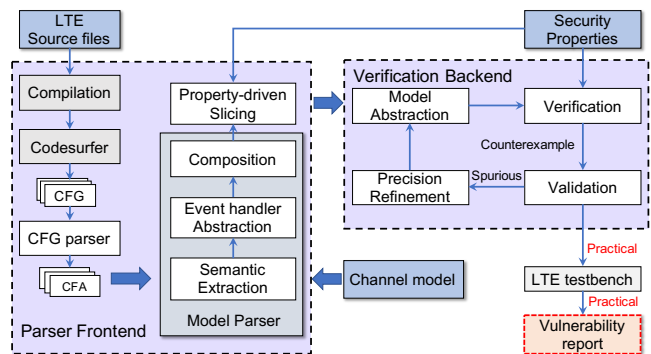 LTE
Source files
Security
Properties
Compilation
Codesurfer
CFG
CFG parser
CFA
Parser Frontend
Property-driven
Slicing
Composition
Event handler
Abstraction
Semantic
Extraction
Model Parser
Verification Backend
Model
Abstraction
Verification
Counterexample
Precision
Refinement
Spurious
Validation
Channel model
Practical
LTE testbench
Practical
Vulnerability
report